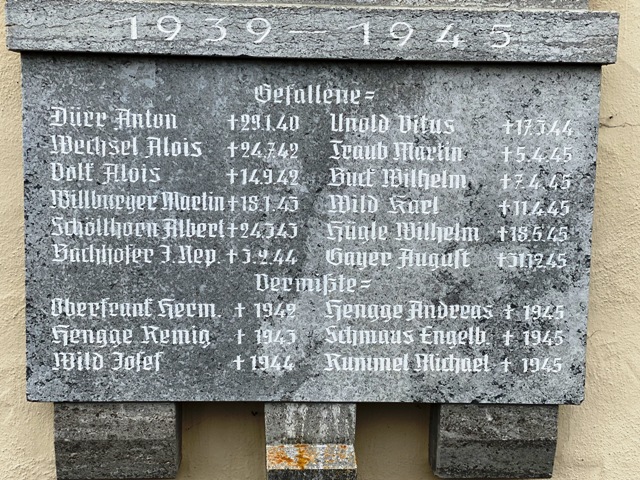 1939 – 1945
Gefallene=
Dürr Anton † 29.1.40
Wechsel Alois † 24.7.42
Dolt Alois † 14.9.42
Willburger Martin † 18.1.43
Schölthorn Albert † 24.3.43
Bachhofer J. Nep. † 3.9.44
Unold Vitus † 17.3.44
Traub Martin † 5.4.45
Buck Wilhelm † 7.4.45
Wild Karl † 11.4.45
Hügle Wilhelm † 18.5.45
Gayer August † 31.12.45
Vermißte=
Oberfrank Herm. † 1942
Hengge Remig † 1943
Wild Josef † 1944
Hengge Andreas † 1945
Schmaus Engelb. † 1945
Rummel Michael † 1945